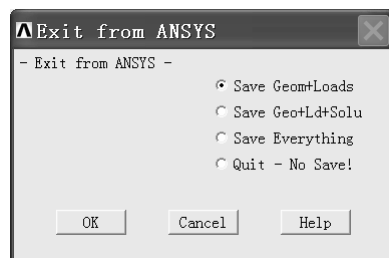 Exit from ANSYS
- Exit from ANSYS -
Save Geom+Loads
Save Geo+Ld+Solu
Save Everything
Quit - No Save!
OK Cancel Help